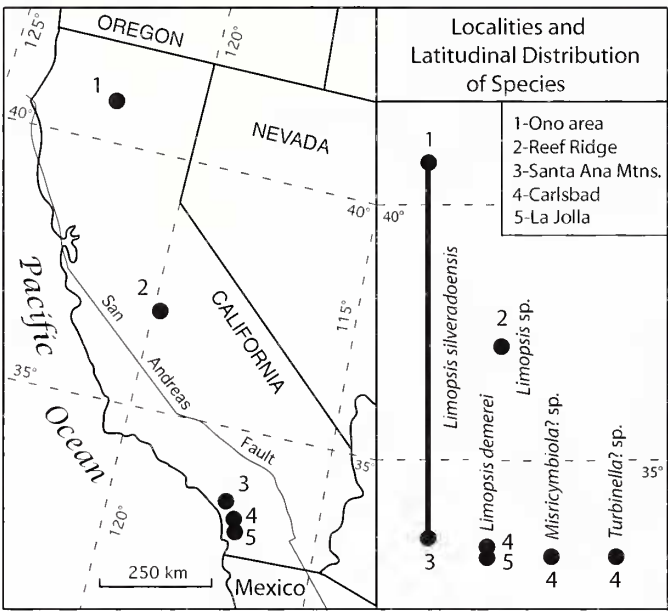 125°
OREGON
120°
1
40°
NEVADA
40°
Pacific
Ocean
2
San
Andreas
Fault
CALIFORNIA
115°
35°
35°
3
4
5
120°
250 km
Mexico
Localities and
Latitudinal Distribution
of Species
1-Ono area
2-Reef Ridge
3-Santa Ana Mtns.
4-Carlsbad
5-La Jolla
1
40°
Limopsis silveradoensis
3
2
Limopsis sp.
Limopsis demerei
4
5
Misricymbiola? sp.
4
Turbinella? sp.
4
35°